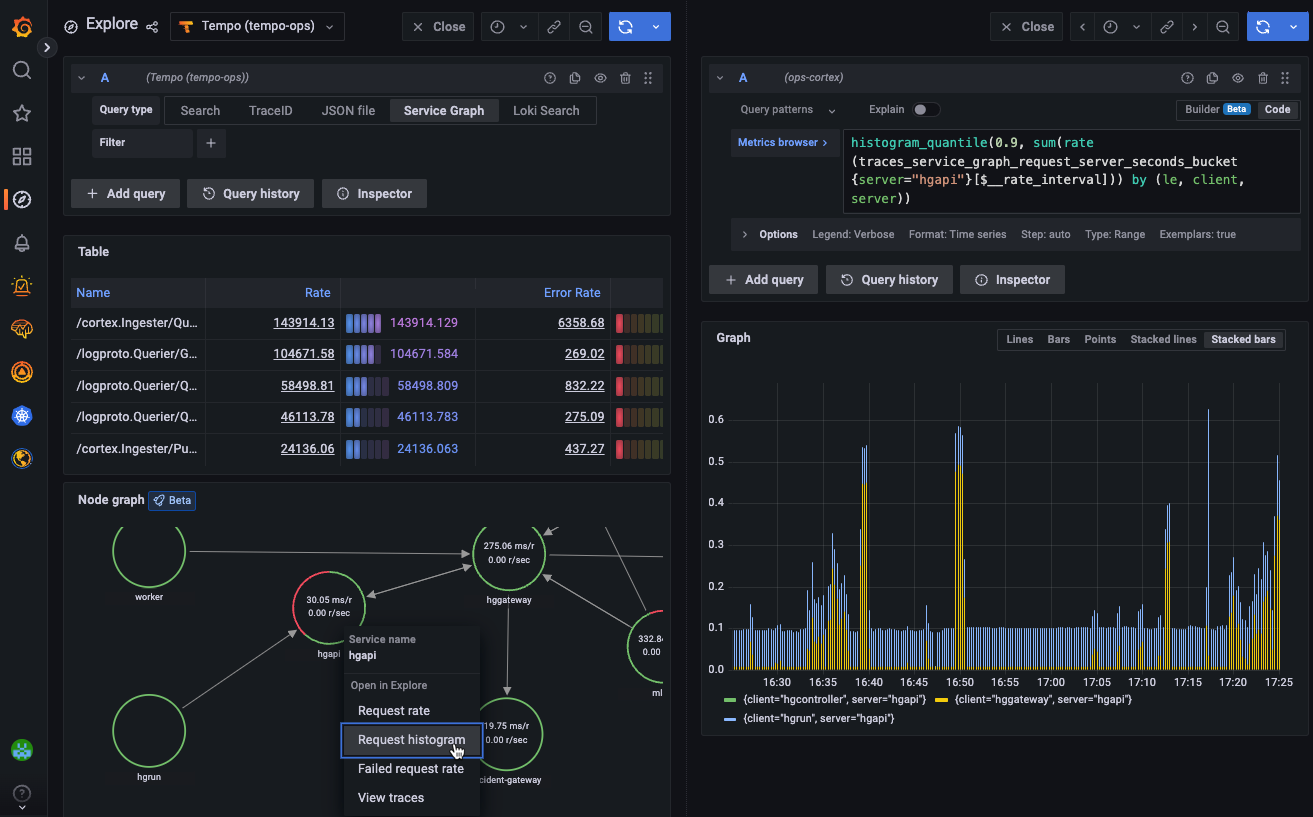 Explore
Tempo (tempo-ops)
Close
A
(Tempo (tempo-ops))
Query type
Search
TraceID
JSON file
Service Graph
Loki Search
Filter
+
+ Add query
Query history
Inspector
Table
Name
Rate
Error Rate
/cortex.Ingester/Qu...
143914.13
143914.129
6358.68
/logproto.Querier/G...
104671.58
104671.584
269.02
/logproto.Querier/Q...
58498.81
58498.809
832.22
/logproto.Querier/Q...
46113.78
46113.783
275.09
/cortex.Ingester/Pu...
24136.06
24136.063
437.27
Node graph
Beta
worker
275.06 ms/r
0.00 r/sec
hggateway
30.05 ms/r
0.00 r/sec
hgapi
332.84
0.00
ml
hgrun
19.75 ms/r
0.00 r/sec
cident-gateway
Service name
hgapi
Open in Explore
Request rate
Request histogram
Failed request rate
View traces
Close
A
(ops-cortex)
Query patterns
Explain
Builder
Beta
Code
Metrics browser >
histogram_quantile(0.9, sum(rate
(traces_service_graph_request_server_seconds_bucket
{server="hgapi"}[$__rate_interval])) by (le, client,
server))
Options
Legend: Verbose
Format: Time series
Step: auto
Type: Range
Exemplars: true
+ Add query
Query history
Inspector
Graph
Lines
Bars
Points
Stacked lines
Stacked bars
0.6
0.5
0.4
0.3
0.2
0.1
0.0
16:30
16:35
16:40
16:45
16:50
16:55
17:00
17:05
17:10
17:15
17:20
17:25
{client="hgcontroller", server="hgapi"}
{client="hggateway", server="hgapi"}
{client="hgrun", server="hgapi"}